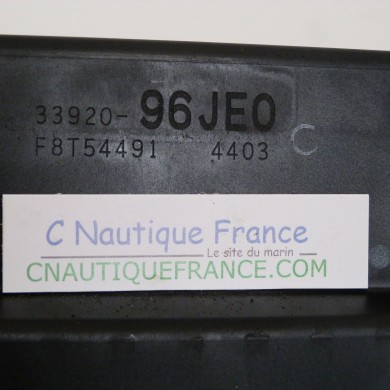 33920-96JE0
F8T54491 4403
C
C Nautique France
Le site du marin
CNAUTIQUEFRANCE.COM